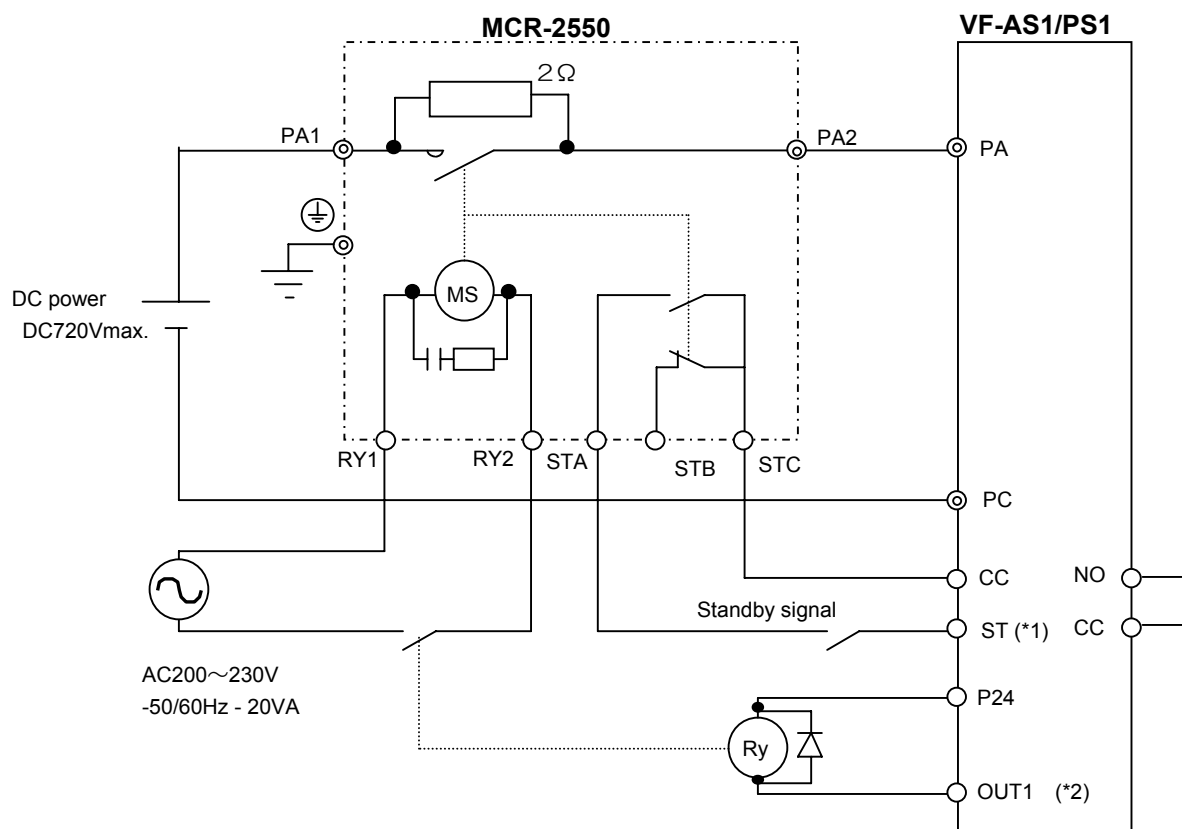 MCR-2550
VF-AS1/PS1
2Ω
PA1
PA2
PA
DC power
DC720Vmax.
MS
RY1
RY2
STA
STB
STC
PC
CC
NO
Standby signal
ST (*1)
CC
AC200～230V
-50/60Hz - 20VA
P24
Ry
OUT1 (*2)